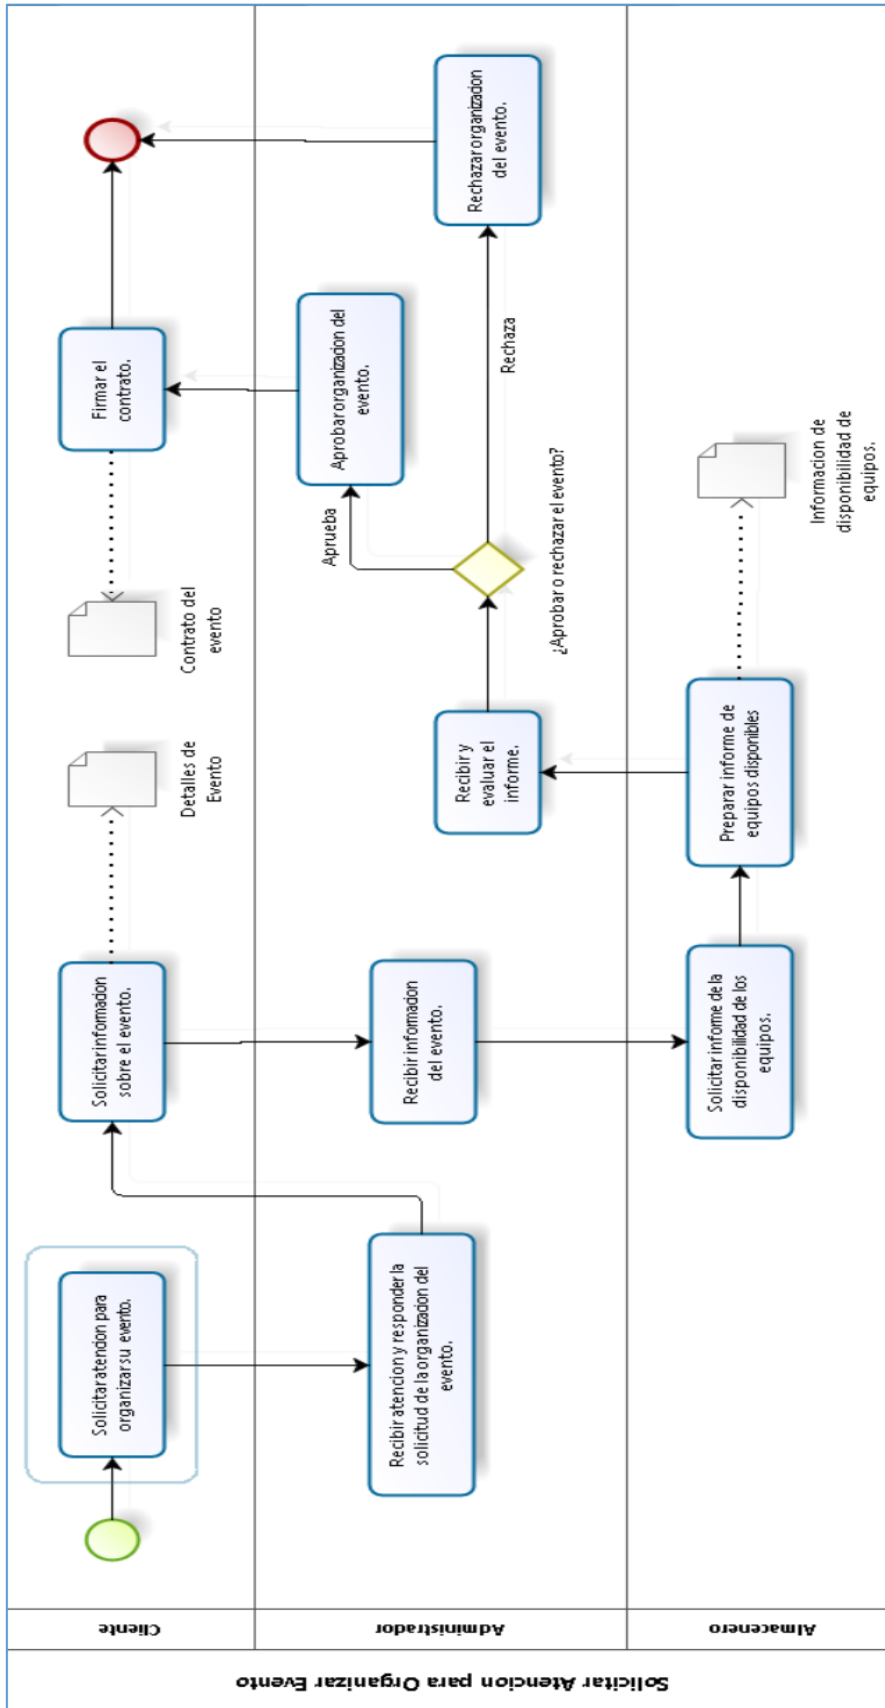 Solicitar Atencion para Organizar Evento
Cliente
Administrador
Almacenero
Solicitar atencion para
organizar su evento.
Recibir atencion y responder la
solicitud de la organizacion del
evento.
Solicitar informacion
sobre el evento.
Detalles de
Evento
Recibir informacion
del evento.
Solicitar informe de la
disponibilidad de los
equipos.
Preparar informe de
equipos disponibles
Informacion de
disponibilidad de
equipos.
Recibir y
evaluar el
informe.
¿Aprobar o rechazar el evento?
Aprueba
Rechaza
Aprobar organizacion del
evento.
Rechazar organizacion
del evento.
Firmar el
contrato.
Contrato del
evento